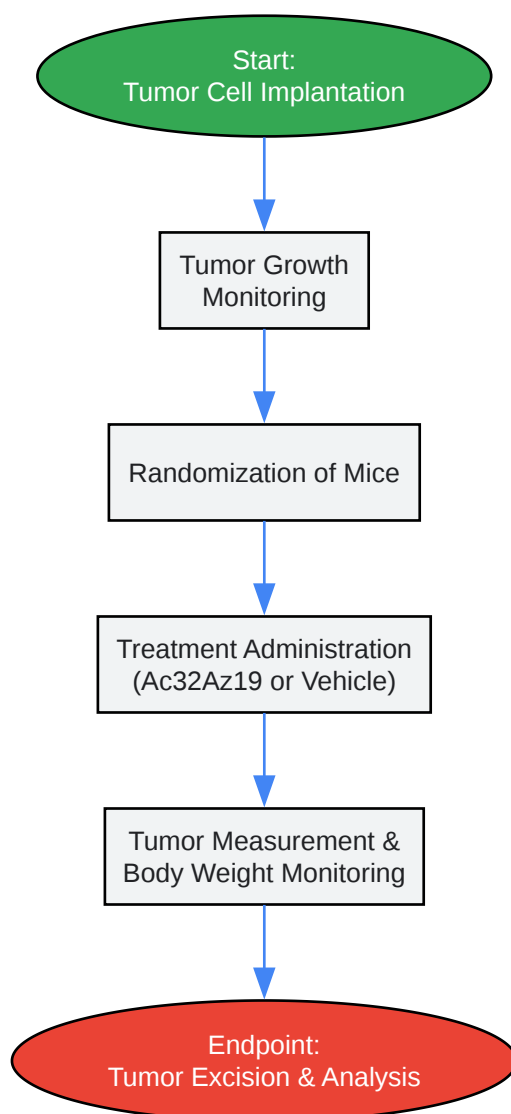 Start:
Tumor Cell Implantation
Tumor Growth
Monitoring
Randomization of Mice
Treatment Administration
(Ac32Az19 or Vehicle)
Tumor Measurement &
Body Weight Monitoring
Endpoint:
Tumor Excision & Analysis